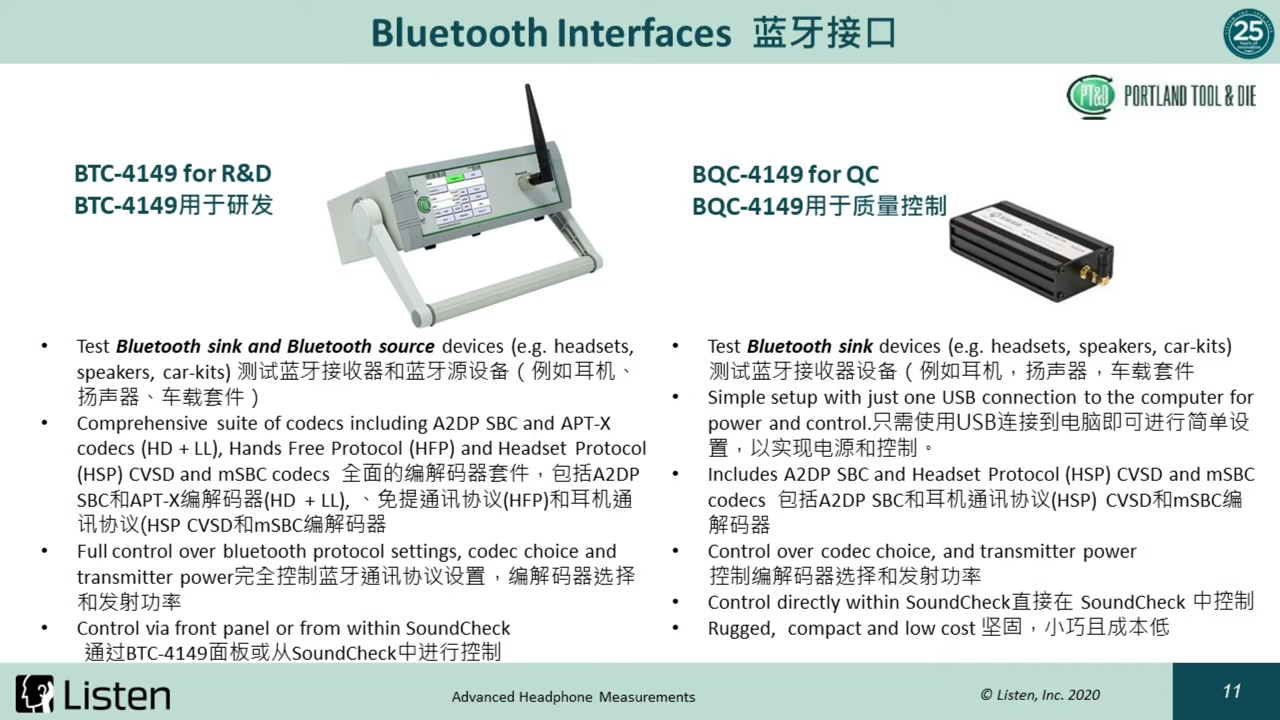 Bluetooth Interfaces 蓝牙接口
25
Years of
PT&D PORTLAND TOOL & DIE
BTC-4149 for R&D
BTC-4149用于研发
BQC-4149 for QC
BQC-4149用于质量控制
• Test Bluetooth sink and Bluetooth source devices (e.g. headsets,
speakers, car-kits) 测试蓝牙接收器和蓝牙源设备（例如耳机、
扬声器、车载套件）
• Comprehensive suite of codecs including A2DP SBC and APT-X
codecs (HD + LL), Hands Free Protocol (HFP) and Headset Protocol
(HSP) CVSD and mSBC codecs 全面的编解码器套件，包括A2DP
SBC和APT-X编解码器(HD + LL), 、免提通讯协议(HFP)和耳机通
讯协议(HSP CVSD和mSBC编解码器
• Full control over bluetooth protocol settings, codec choice and
transmitter power完全控制蓝牙通讯协议设置，编解码器选择
和发射功率
• Control via front panel or from within SoundCheck
通过BTC-4149面板或从SoundCheck中进行控制
• Test Bluetooth sink devices (e.g. headsets, speakers, car-kits)
测试蓝牙接收器设备（例如耳机，扬声器，车载套件
• Simple setup with just one USB connection to the computer for
power and control.只需使用USB连接到电脑即可进行简单设
置，以实现电源和控制。
• Includes A2DP SBC and Headset Protocol (HSP) CVSD and mSBC
codecs 包括A2DP SBC和耳机通讯协议(HSP) CVSD和mSBC编
解码器
• Control over codec choice, and transmitter power
控制编解码器选择和发射功率
• Control directly within SoundCheck直接在 SoundCheck 中控制
• Rugged, compact and low cost 坚固，小巧且成本低
Listen
Advanced Headphone Measurements
© Listen, Inc. 2020
11